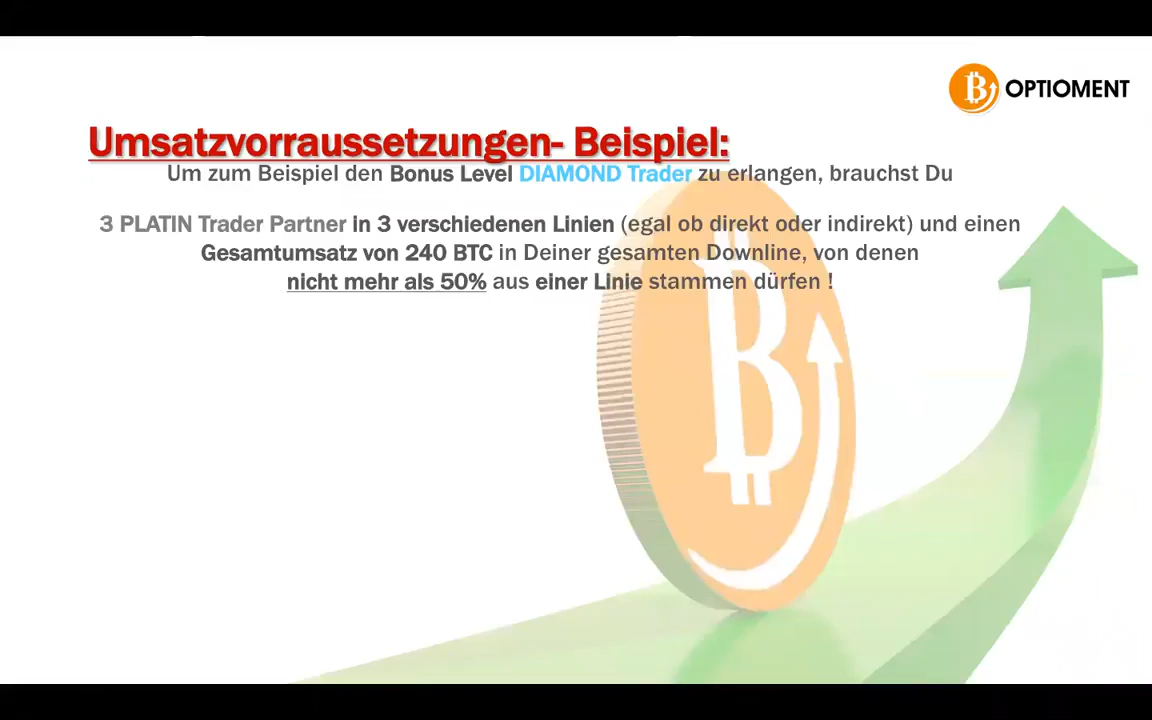 OPTIOMENT
Umsatzvorraussetzungen- Beispiel:
Um zum Beispiel den Bonus Level DIAMOND Trader zu erlangen, brauchst Du
3 PLATIN Trader Partner in 3 verschiedenen Linien (egal ob direkt oder indirekt) und einen
Gesamtumsatz von 240 BTC in Deiner gesamten Downline, von denen
nicht mehr als 50% aus einer Linie stammen dürfen !